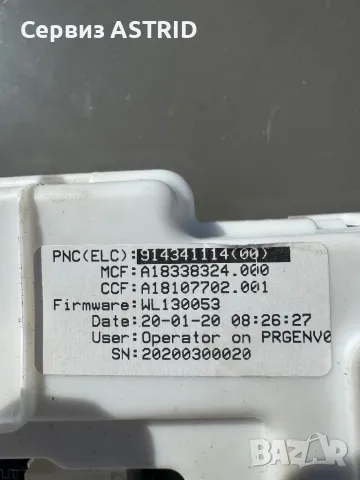 Сервиз ASTRID
PNC(ELC):914341114(00)
MCF:A18338324.000
CCF:A18107702.001
Firmware:WL130053
Date:20-01-20 08:26:27
User:Operator on PRGENV0
SN:20200300020
BAZAR